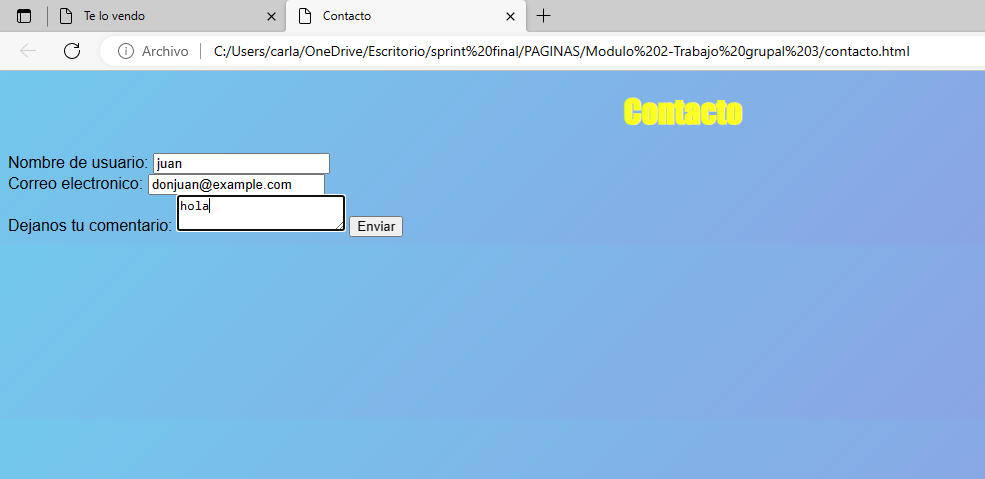 Te lo vendo
Contacto
Archivo
C:/Users/carla/OneDrive/Escritorio/sprint%20final/PAGINAS/Modulo%202-Trabajo%20grupal%203/contacto.html
Contacto
Nombre de usuario: juan
Correo electronico: donjuan@example.com
Dejanos tu comentario: hola Enviar